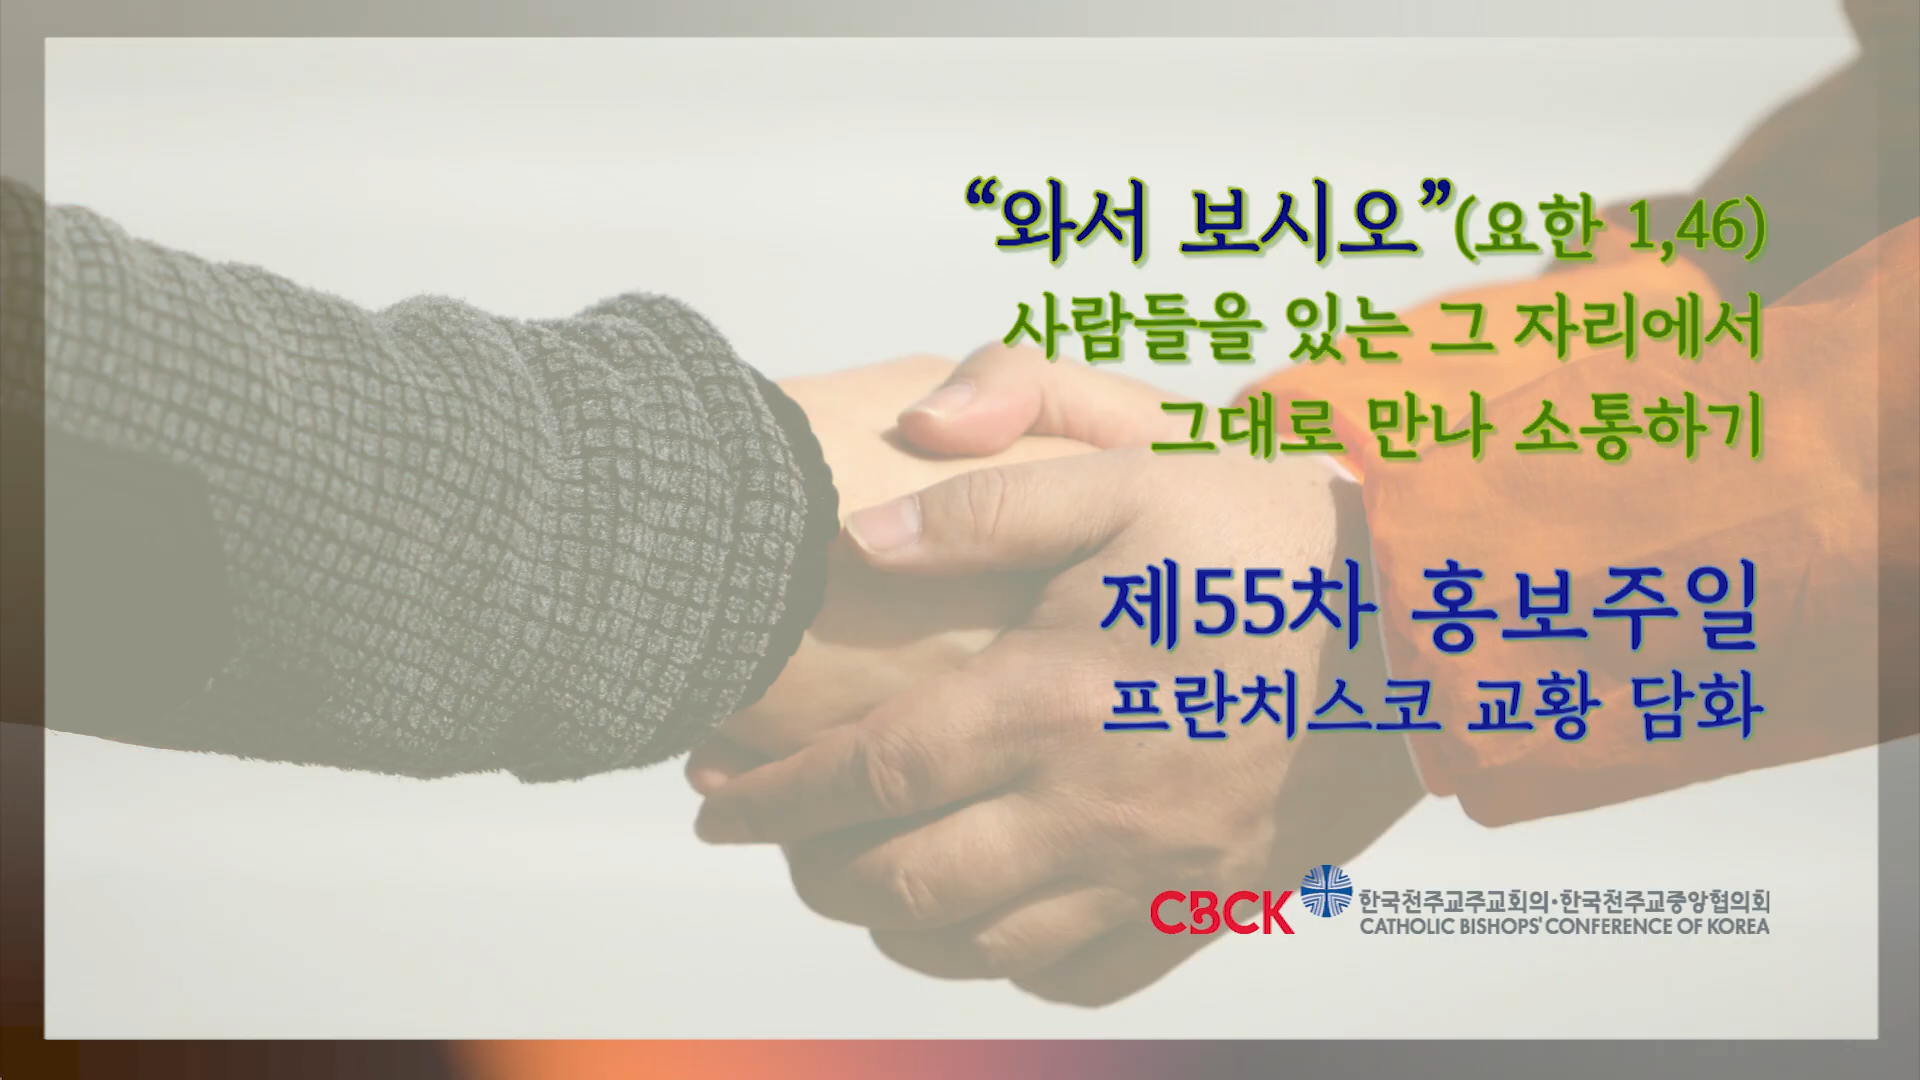 “와서 보시오”(요한 1,46)
사람들을 있는 그 자리에서
그대로 만나 소통하기
제55차 홍보주일
프란치스코 교황 담화
CBCK 한국천주교주교회의·한국천주교중앙협의회
CATHOLIC BISHOPS' CONFERENCE OF KOREA